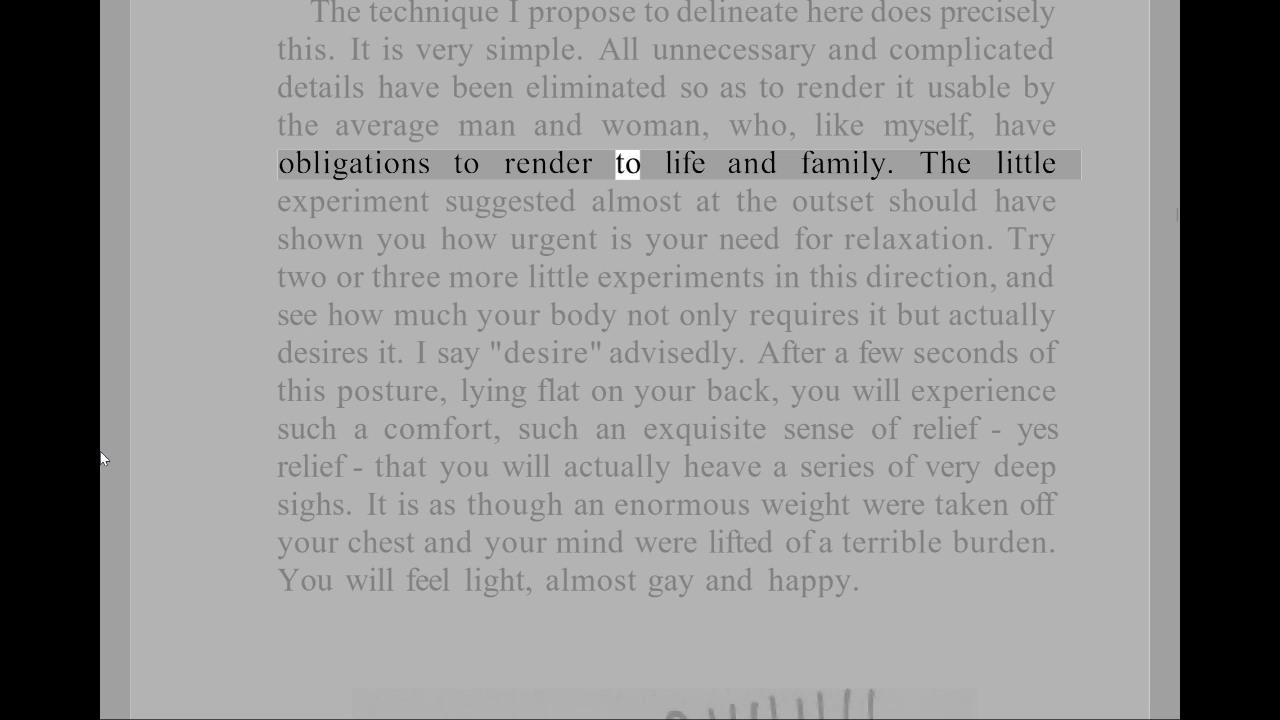 The technique I propose to delineate here does precisely
this. It is very simple. All unnecessary and complicated
details have been eliminated so as to render it usable by
the average man and woman, who, like myself, have
obligations to render to life and family. The little
experiment suggested almost at the outset should have
shown you how urgent is your need for relaxation. Try
two or three more little experiments in this direction, and
see how much your body not only requires it but actually
desires it. I say "desire" advisedly. After a few seconds of
this posture, lying flat on your back, you will experience
such a comfort, such an exquisite sense of relief - yes
relief - that you will actually heave a series of very deep
sighs. It is as though an enormous weight were taken off
your chest and your mind were lifted of a terrible burden.
You will feel light, almost gay and happy.